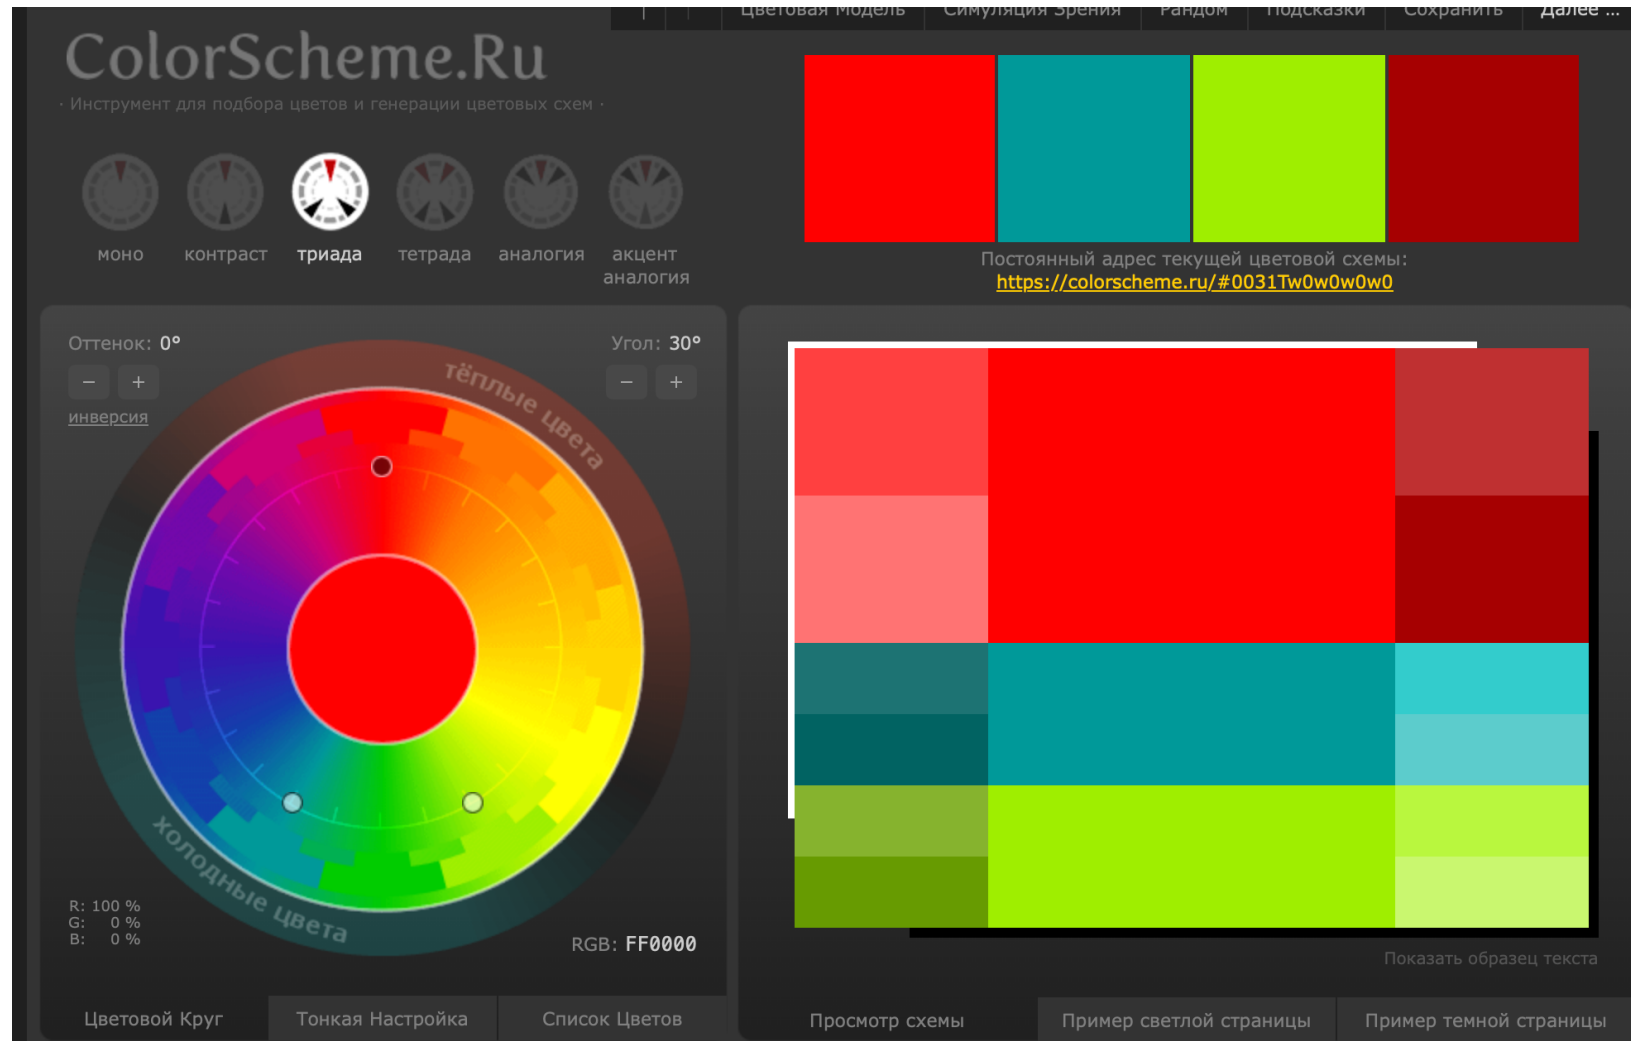 Цветовая Модель
Симуляция Зрения
Рандом
Подсказки
Сохранить
Далее ...
ColorScheme.Ru
· Инструмент для подбора цветов и генерации цветовых схем ·
моно
контраст
триада
тетрада
аналогия
акцент
аналогия
Постоянный адрес текущей цветовой схемы:
https://colorscheme.ru/#0031Tw0w0w0w0
Оттенок: 0°
− +
инверсия
Угол: 30°
− +
тёплые цвета
холодные цвета
R: 100 %
G: 0 %
B: 0 %
RGB: FF0000
Показать образец текста
Цветовой Круг
Тонкая Настройка
Список Цветов
Просмотр схемы
Пример светлой страницы
Пример темной страницы